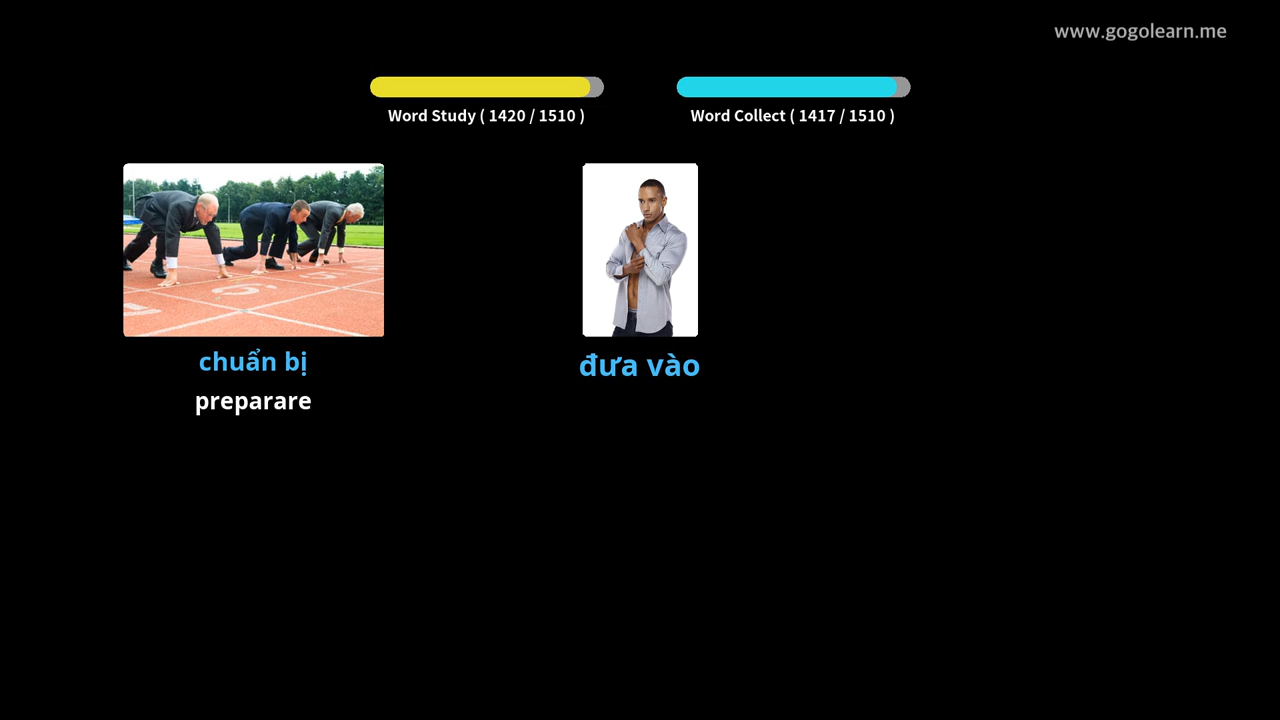 www.gogolearn.me
Word Study ( 1420 / 1510 )
Word Collect ( 1417 / 1510 )
chuẩn bị
preparare
đưa vào